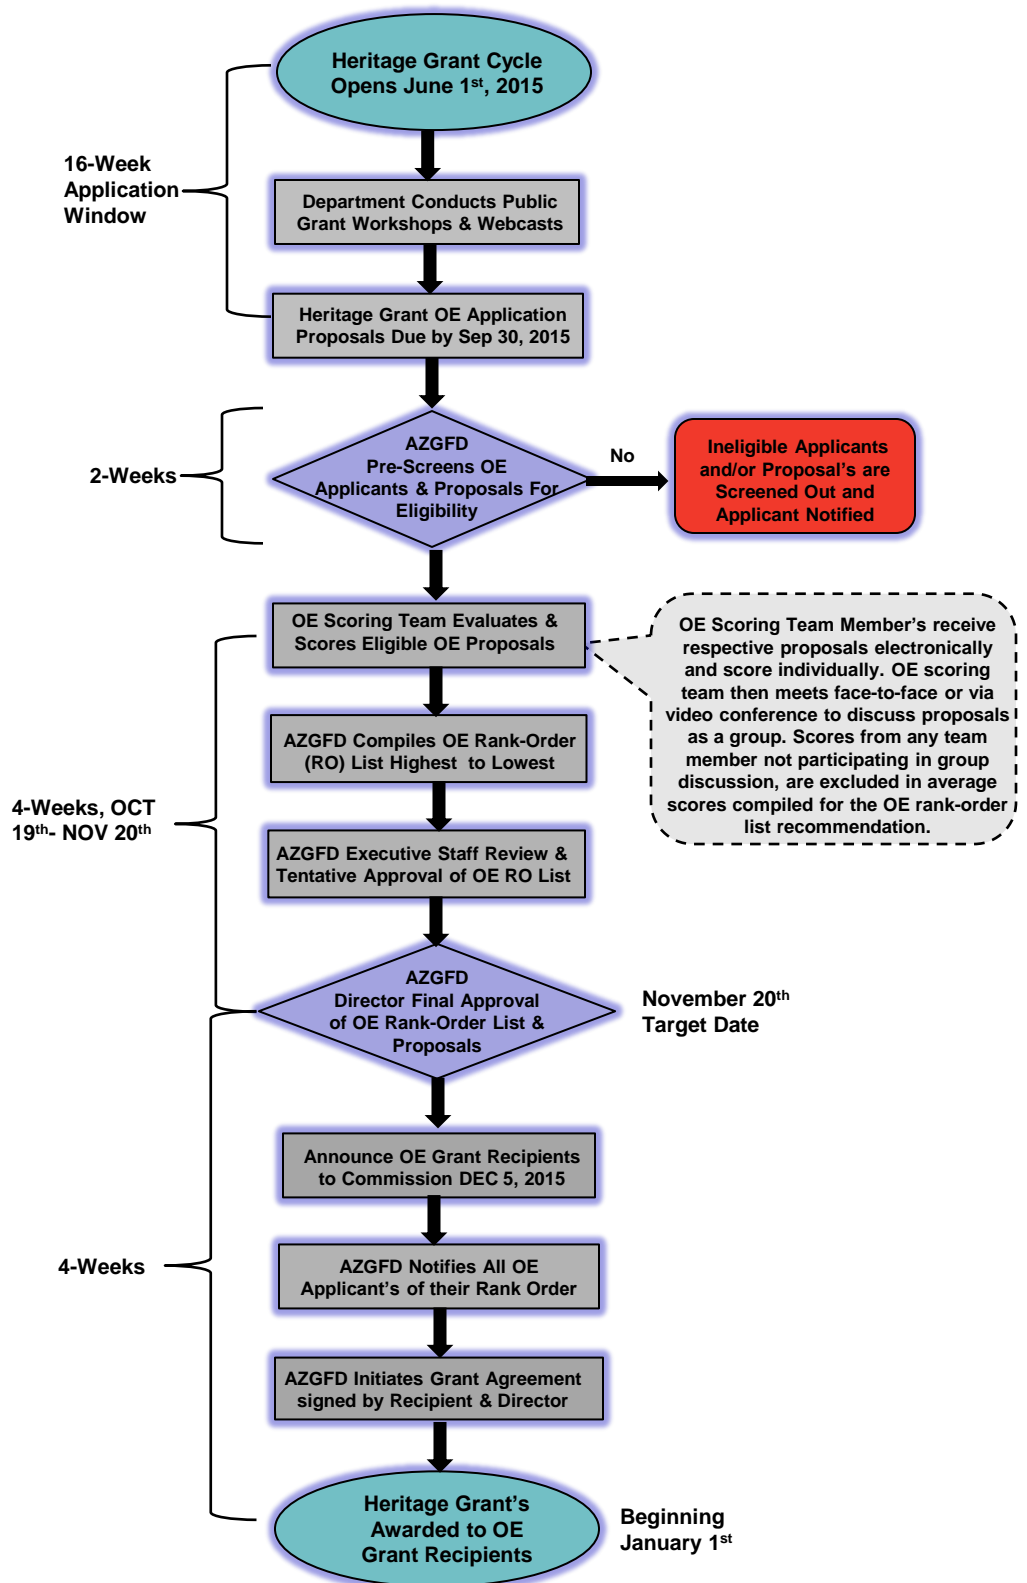 Heritage Grant Cycle
Opens June 1st, 2015
16-Week
Application
Window
Department Conducts Public
Grant Workshops & Webcasts
Heritage Grant OE Application
Proposals Due by Sep 30, 2015
2-Weeks
AZGFD
Pre-Screens OE
Applicants & Proposals For
Eligibility
No
Ineligible Applicants
and/or Proposal's are
Screened Out and
Applicant Notified
OE Scoring Team Evaluates &
Scores Eligible OE Proposals
OE Scoring Team Member's receive
respective proposals electronically
and score individually. OE scoring
team then meets face-to-face or via
video conference to discuss proposals
as a group. Scores from any team
member not participating in group
discussion, are excluded in average
scores compiled for the OE rank-order
list recommendation.
AZGFD Compiles OE Rank-Order
(RO) List Highest to Lowest
4-Weeks, OCT
19th- NOV 20th
AZGFD Executive Staff Review &
Tentative Approval of OE RO List
AZGFD
Director Final Approval
of OE Rank-Order List &
Proposals
November 20th
Target Date
Announce OE Grant Recipients
to Commission DEC 5, 2015
4-Weeks
AZGFD Notifies All OE
Applicant's of their Rank Order
AZGFD Initiates Grant Agreement
signed by Recipient & Director
Heritage Grant's
Awarded to OE
Grant Recipients
Beginning
January 1st